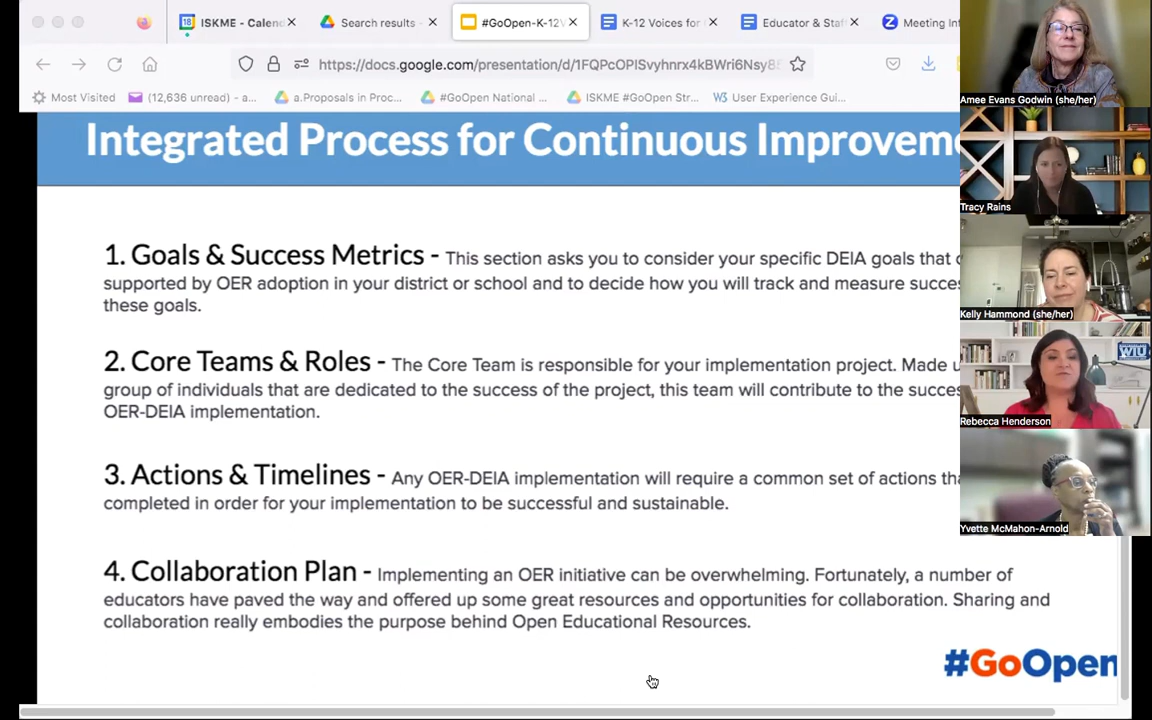 ISKME - Calen
Search results -
#GoOpen-K-12V
K-12 Voices for
Educator & Staf
Meeting Inf
https://docs.google.com/presentation/d/1FQPcOPlSvyhnrx4kBWri6Nsy8
Most Visited
(12,636 unread) - a...
a.Proposals in Proc...
#GoOpen National ...
ISKME #GoOpen Str...
User Experience Gui...
Integrated Process for Continuous Improvem
1. Goals & Success Metrics - This section asks you to consider your specific DEIA goals that
supported by OER adoption in your district or school and to decide how you will track and measure succes
these goals.
2. Core Teams & Roles - The Core Team is responsible for your implementation project. Made u
group of individuals that are dedicated to the success of the project, this team will contribute to the succes
OER-DEIA implementation.
3. Actions & Timelines - Any OER-DEIA implementation will require a common set of actions tha
completed in order for your implementation to be successful and sustainable.
4. Collaboration Plan - Implementing an OER initiative can be overwhelming. Fortunately, a number of
educators have paved the way and offered up some great resources and opportunities for collaboration. Sharing and
collaboration really embodies the purpose behind Open Educational Resources.
#GoOpen
Amee Evans Godwin (she/her)
Tracy Rains
Kelly Hammond (she/her)
WIU
Rebecca Henderson
Yvette McMahon-Arnold